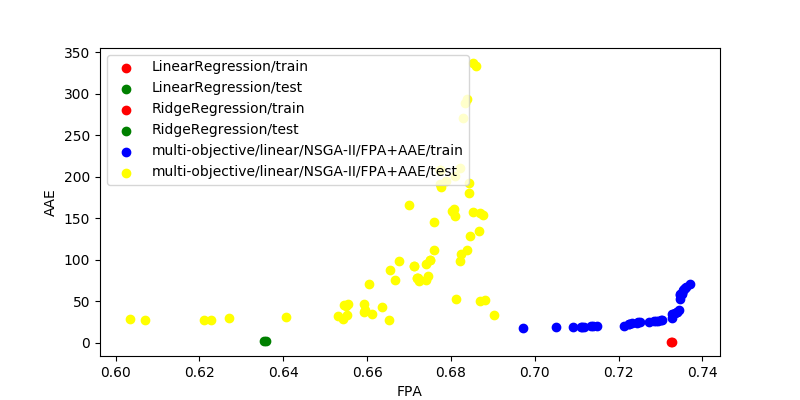 350
300
250
200
150
100
50
0
AAE
LinearRegression/train
LinearRegression/test
RidgeRegression/train
RidgeRegression/test
multi-objective/linear/NSGA-II/FPA+AAE/train
multi-objective/linear/NSGA-II/FPA+AAE/test
0.60 0.62 0.64 0.66 0.68 0.70 0.72 0.74
FPA